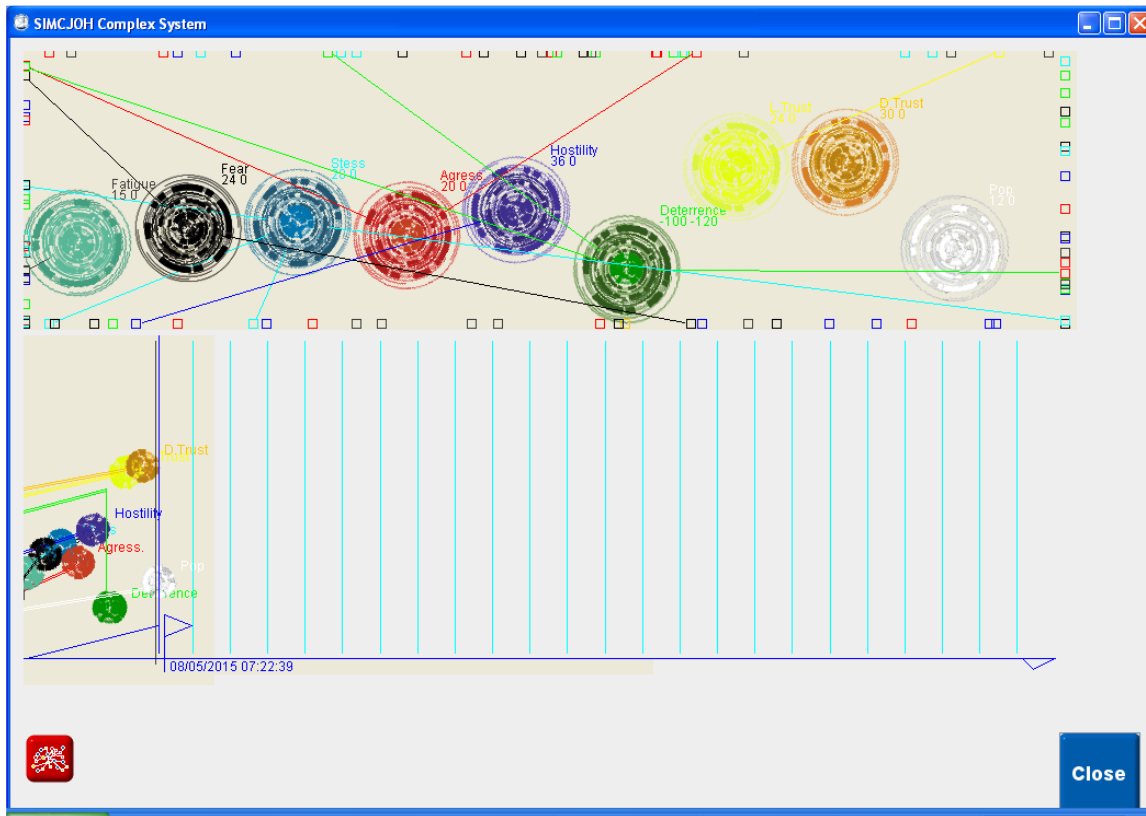 SIMCJOH Complex System
Fatigue
15 0
Fear
24 0
Stess
28 0
Agress.
20 0
Hostility
36 0
Deterrence
-100 -120
L.Trust
24 0
D.Trust
30 0
Pop
12 0
D.Trust
Hostility
Agress.
Pop
08/05/2015 07:22:39
Close